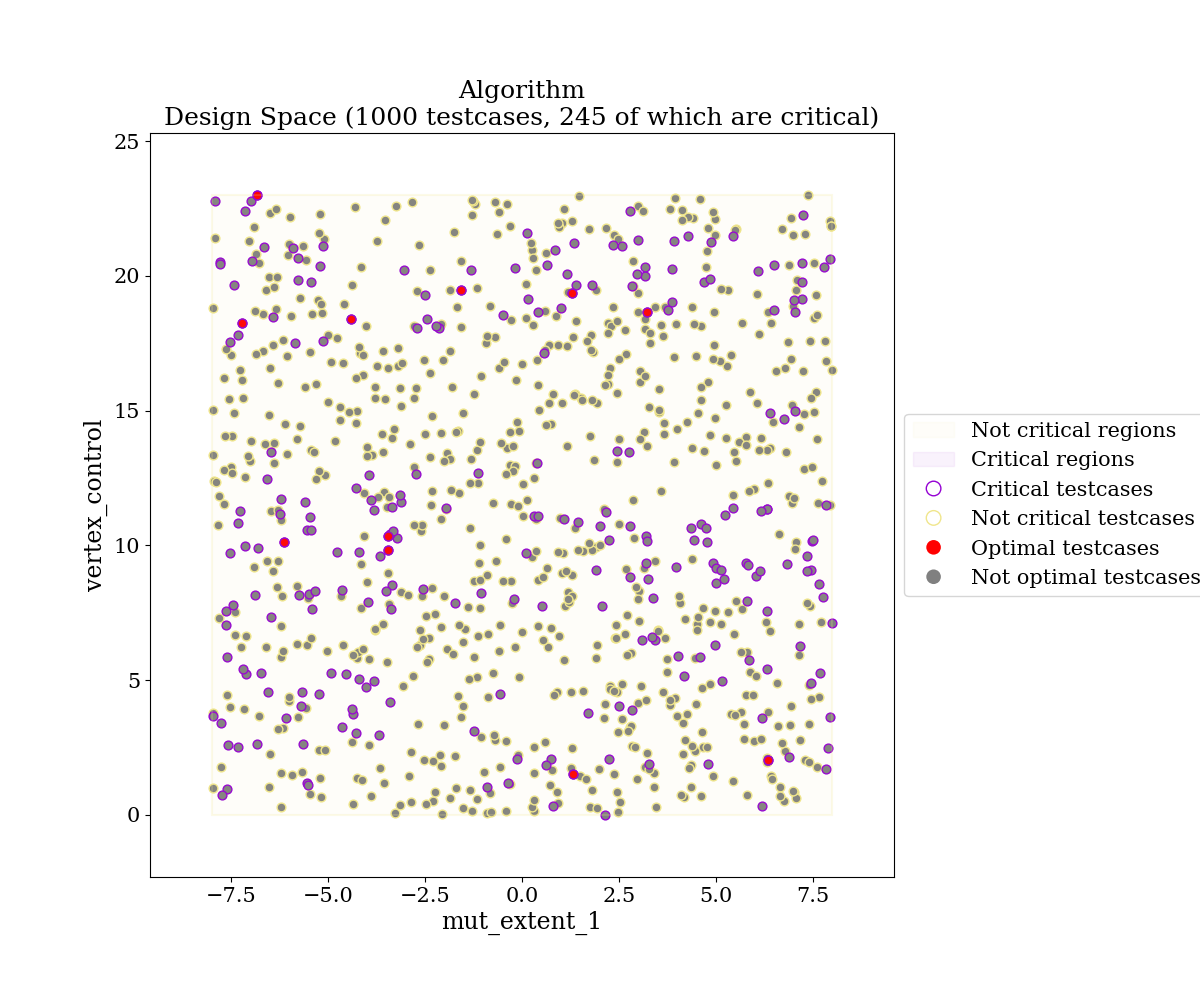 Algorithm
Design Space (1000 testcases, 245 of which are critical)
25
20
15
10
5
0
vertex_control
−7.5
−5.0
−2.5
0.0
2.5
5.0
7.5
mut_extent_1
Not critical regions
Critical regions
Critical testcases
Not critical testcases
Optimal testcases
Not optimal testcases